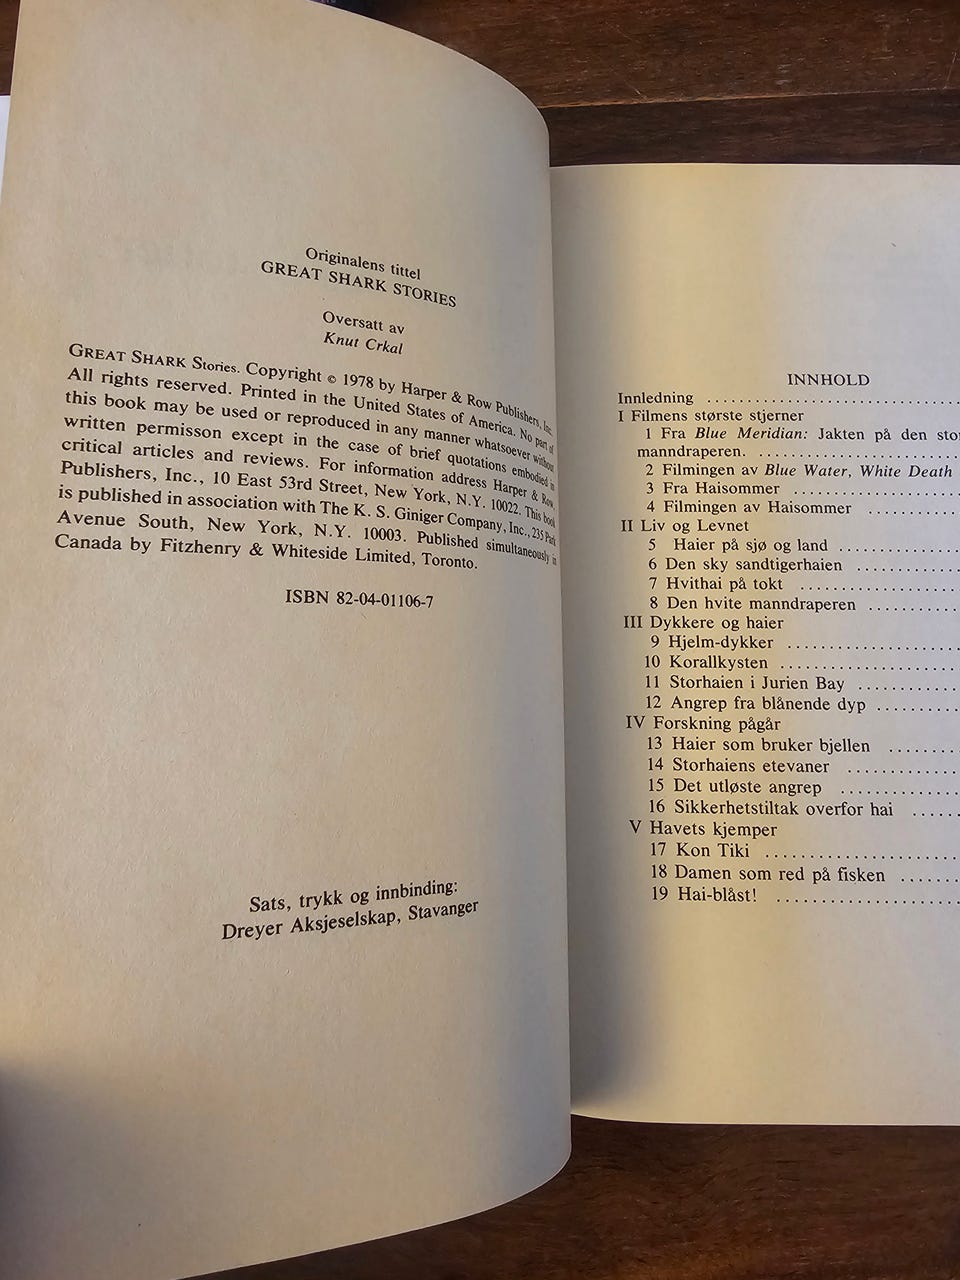 Originalens tittel
GREAT SHARK STORIES
Oversatt av
Knut Crkal
GREAT SHARK Stories. Copyright © 1978 by Harper & Row Publishers, Inc.
All rights reserved. Printed in the United States of America. No part of
this book may be used or reproduced in any manner whatsoever without
written permisson except in the case of brief quotations embodied in
critical articles and reviews. For information address Harper & Row,
Publishers, Inc., 10 East 53rd Street, New York, N.Y. 10022. This book
is published in association with The K. S. Giniger Company, Inc., 235 Park
Avenue South, New York, N.Y. 10003. Published simultaneously in
Canada by Fitzhenry & Whiteside Limited, Toronto.
ISBN 82-04-01106-7
Sats, trykk og innbinding:
Dreyer Aksjeselskap, Stavanger
INNHOLD
Innledning ................................
I Filmens største stjerner
1 Fra Blue Meridian: Jakten på den sto
manndraperen. ..........................
2 Filmingen av Blue Water, White Death
3 Fra Haisommer ....................
4 Filmingen av Haisommer ...........
II Liv og Levnet
5 Haier på sjø og land ...............
6 Den sky sandtigerhaien ............
7 Hvithai på tokt ....................
8 Den hvite manndraperen ...........
III Dykkere og haier
9 Hjelm-dykker ......................
10 Korallkysten ......................
11 Storhaien i Jurien Bay .............
12 Angrep fra blånende dyp ..........
IV Forskning pågår
13 Haier som bruker bjellen .........
14 Storhaiens etevaner ..............
15 Det utløste angrep ...............
16 Sikkerhetstiltak overfor hai ......
V Havets kjemper
17 Kon Tiki ........................
18 Damen som red på fisken .......
19 Hai-blåst! .......................